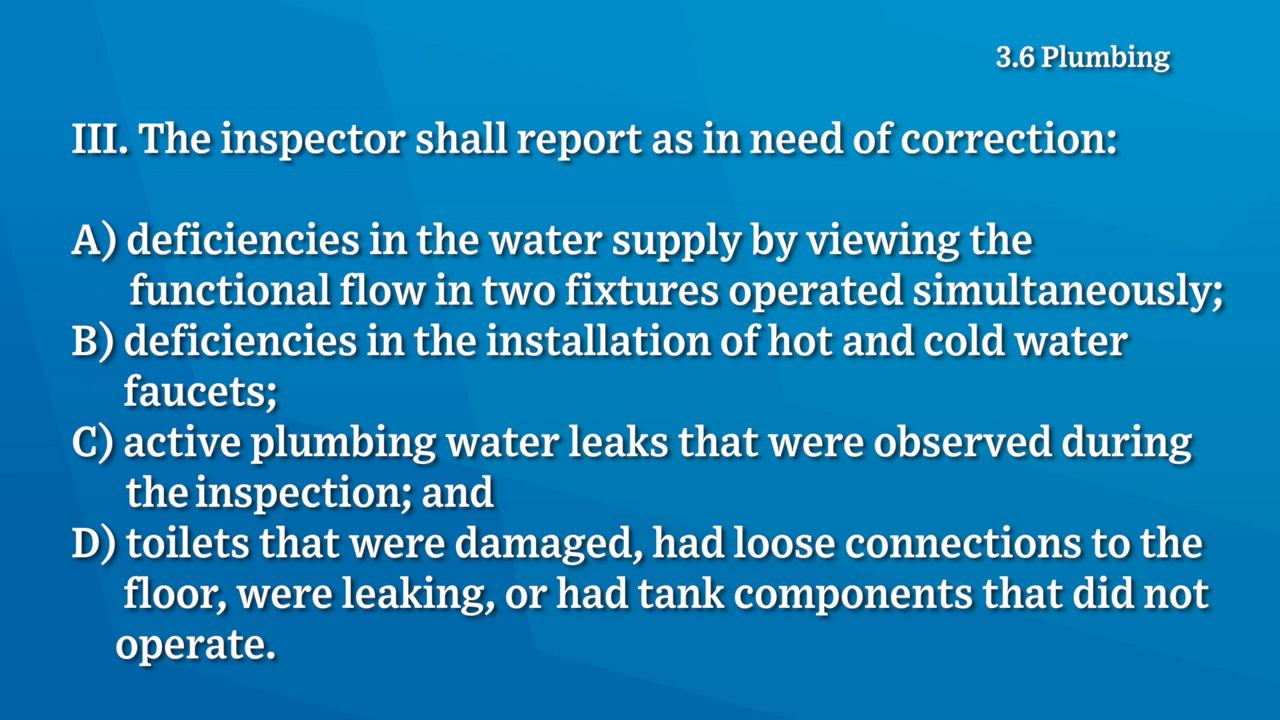 3.6 Plumbing
III. The inspector shall report as in need of correction:
A) deficiencies in the water supply by viewing the
functional flow in two fixtures operated simultaneously;
B) deficiencies in the installation of hot and cold water
faucets;
C) active plumbing water leaks that were observed during
the inspection; and
D) toilets that were damaged, had loose connections to the
floor, were leaking, or had tank components that did not
operate.